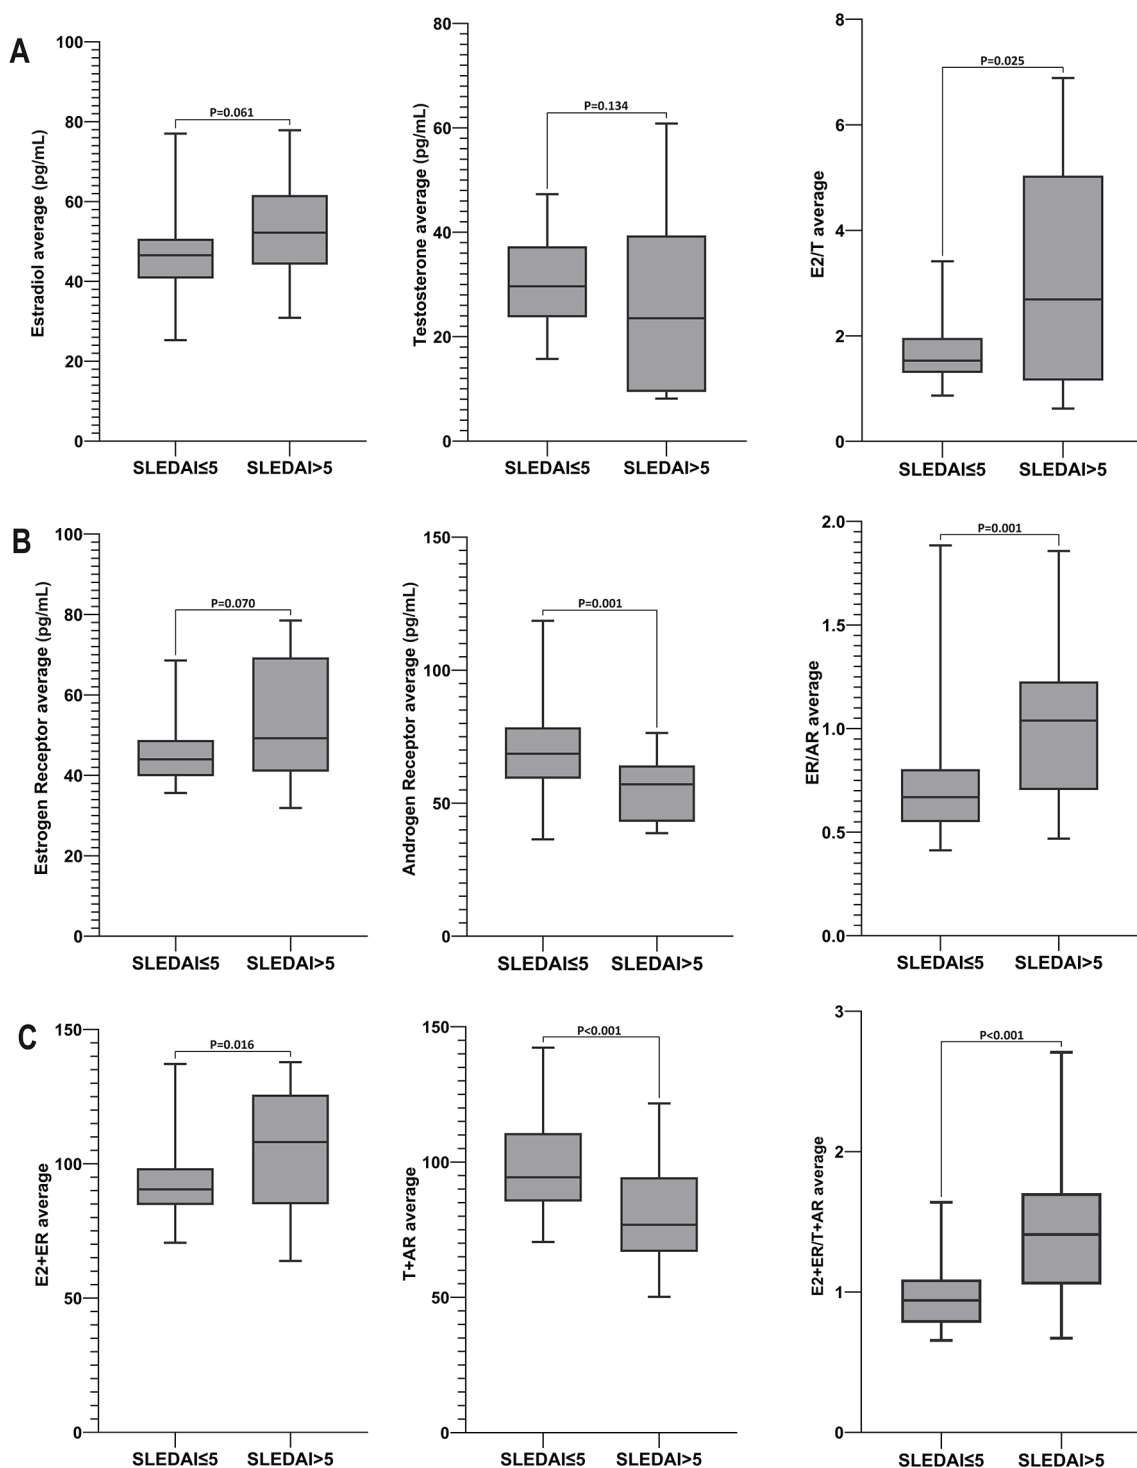 A
Estradiol average (pg/mL)
100
80
60
40
20
0
P=0.061
SLEDAI≤5 SLEDAI>5
Testosterone average (pg/mL)
80
60
40
20
0
P=0.134
SLEDAI≤5 SLEDAI>5
E2/T average
8
6
4
2
0
P=0.025
SLEDAI≤5 SLEDAI>5
B
Estrogen Receptor average (pg/mL)
100
80
60
40
20
0
P=0.070
SLEDAI≤5 SLEDAI>5
Androgen Receptor average (pg/mL)
150
100
50
0
P=0.001
SLEDAI≤5 SLEDAI>5
ER/AR average
2.0
1.5
1.0
0.5
0.0
P=0.001
SLEDAI≤5 SLEDAI>5
C
E2+ER average
150
100
50
0
P=0.016
SLEDAI≤5 SLEDAI>5
T+AR average
150
100
50
0
P<0.001
SLEDAI≤5 SLEDAI>5
E2+ER/T+AR average
3
2
1
0
P<0.001
SLEDAI≤5 SLEDAI>5